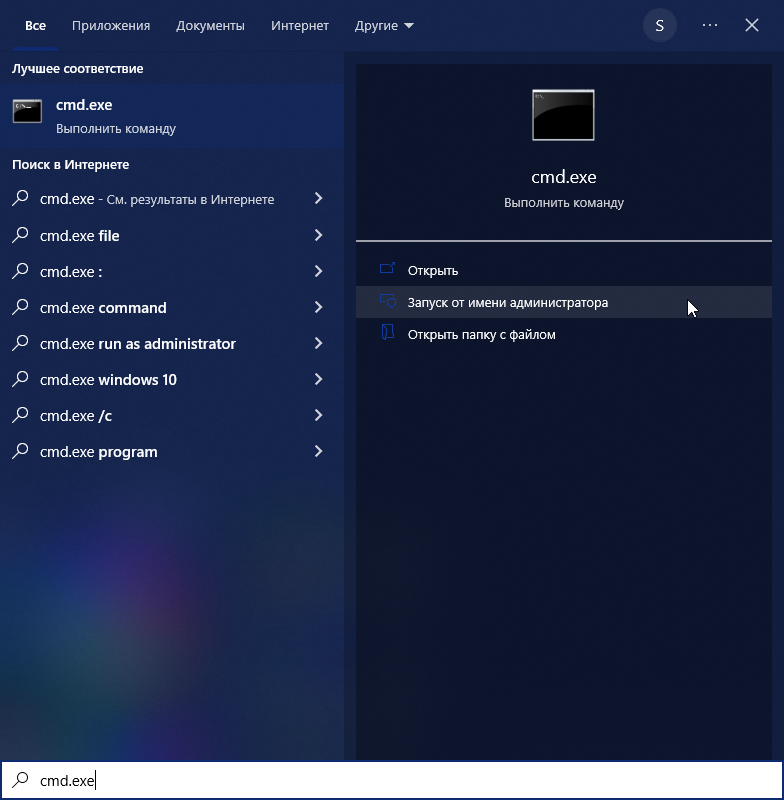 Все Приложения Документы Интернет Другие S ...
Лучшее соответствие
cmd.exe
Выполнить команду
Поиск в Интернете
cmd.exe - См. результаты в Интернете
cmd.exe file
cmd.exe :
cmd.exe command
cmd.exe run as administrator
cmd.exe windows 10
cmd.exe /c
cmd.exe program
cmd.exe
Выполнить команду
Открыть
Запуск от имени администратора
Открыть папку с файлом
cmd.exe